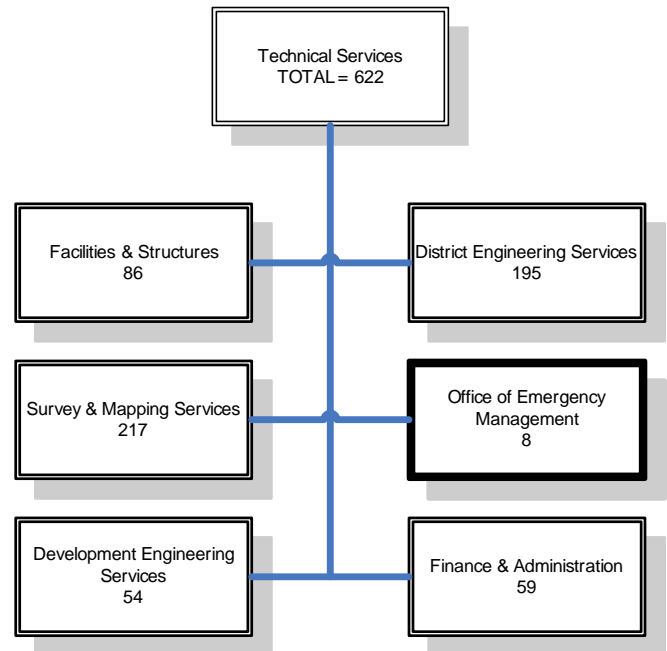 Technical Services
TOTAL = 622
Facilities & Structures
86
District Engineering Services
195
Survey & Mapping Services
217
Office of Emergency
Management
8
Development Engineering
Services
54
Finance & Administration
59